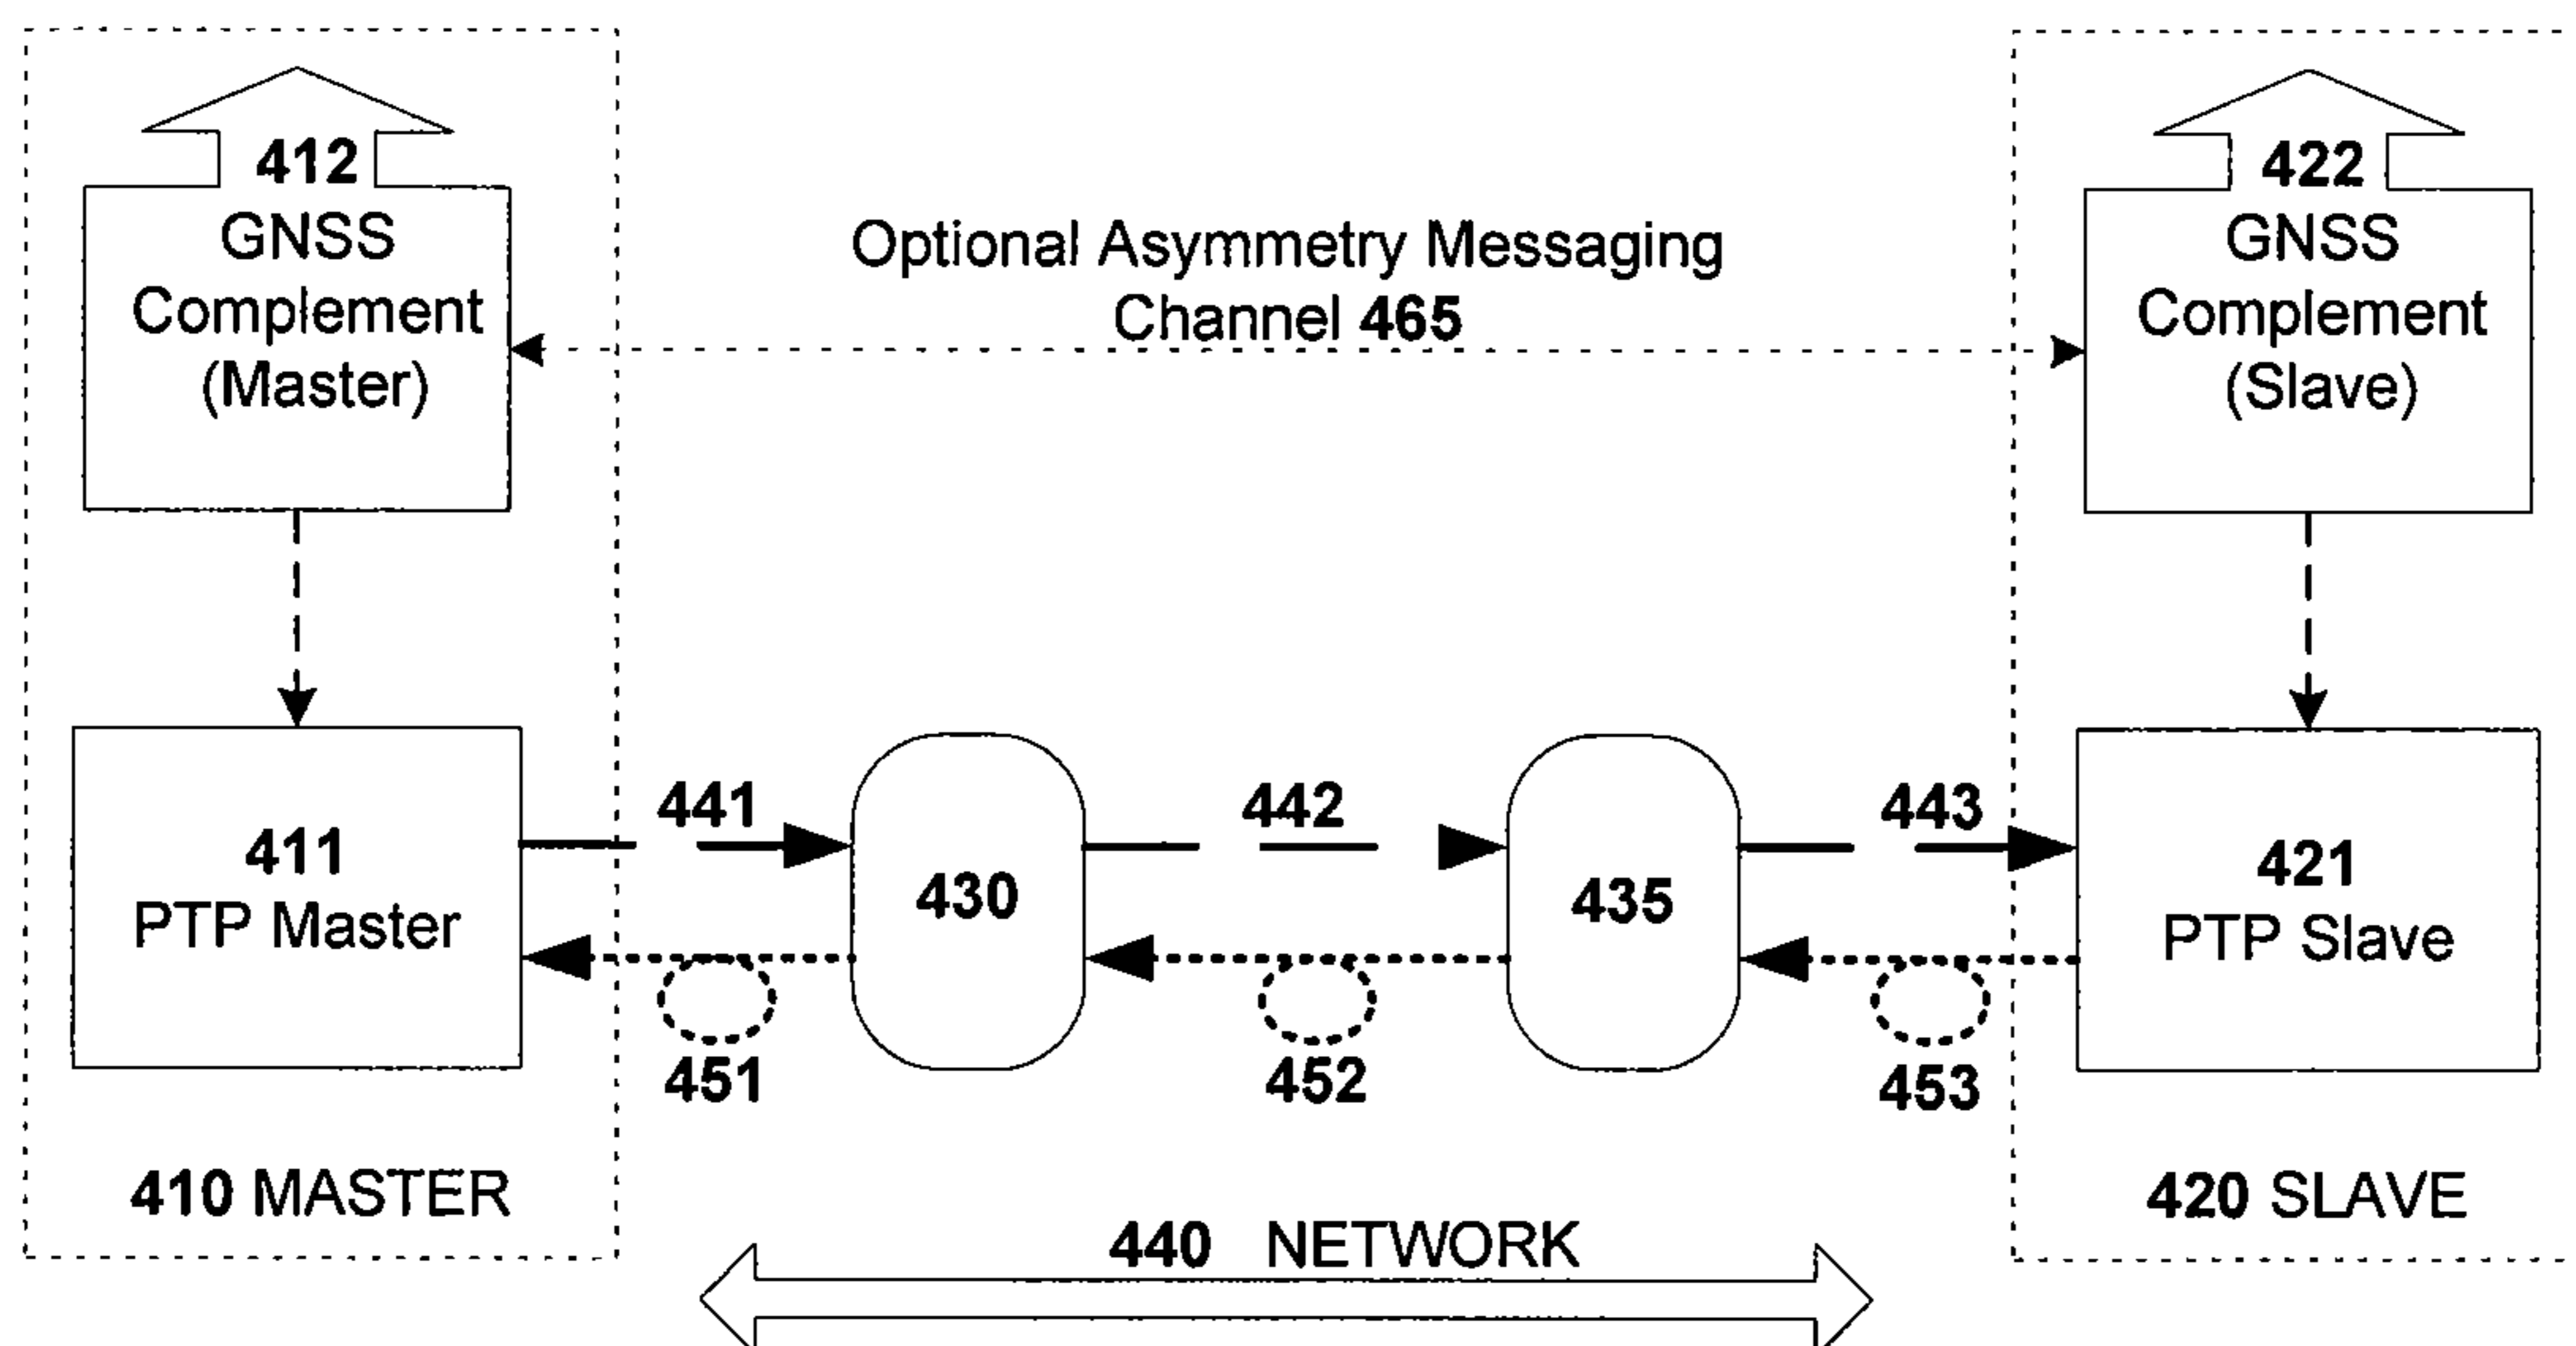 412
GNSS
Complement
(Master)
Optional Asymmetry Messaging
Channel 465
422
GNSS
Complement
(Slave)
411
PTP Master
441
430
442
435
443
421
PTP Slave
451
452
453
410 MASTER
420 SLAVE
440 NETWORK